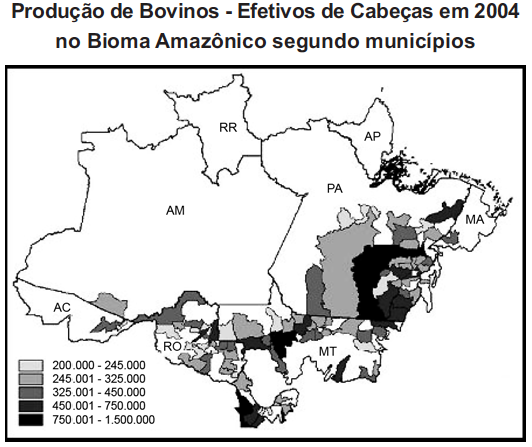 Produção de Bovinos - Efetivos de Cabeças em 2004
no Bioma Amazônico segundo municípios
RR
AP
PA
AM
MA
AC
RO
MT
200.000 - 245.000
245.001 - 325.000
325.001 - 450.000
450.001 - 750.000
750.001 - 1.500.000